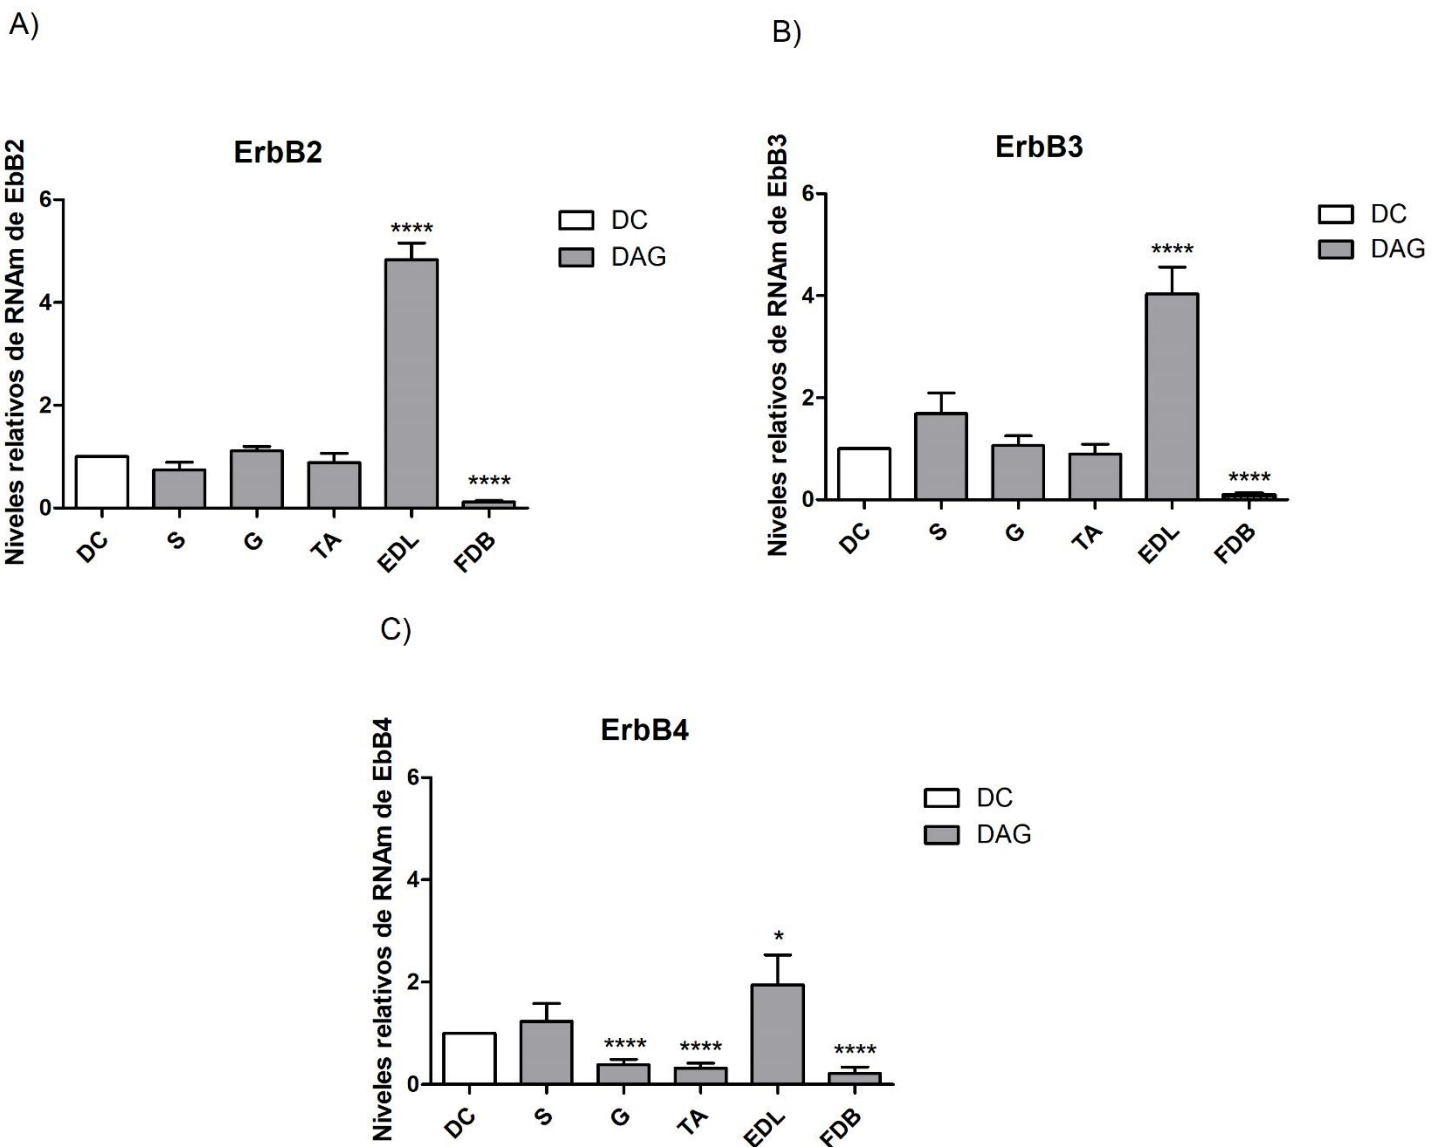 A)
ErbB2
Niveles relativos de RNAm de EbB2
6
4
2
0
****
****
DC
S
G
TA
EDL
FDB
DC
DAG
B)
ErbB3
Niveles relativos de RNAm de EbB3
6
4
2
0
****
****
DC
S
G
TA
EDL
FDB
DC
DAG
C)
ErbB4
Niveles relativos de RNAm de EbB4
6
4
2
0
****
****
*
****
DC
S
G
TA
EDL
FDB
DC
DAG